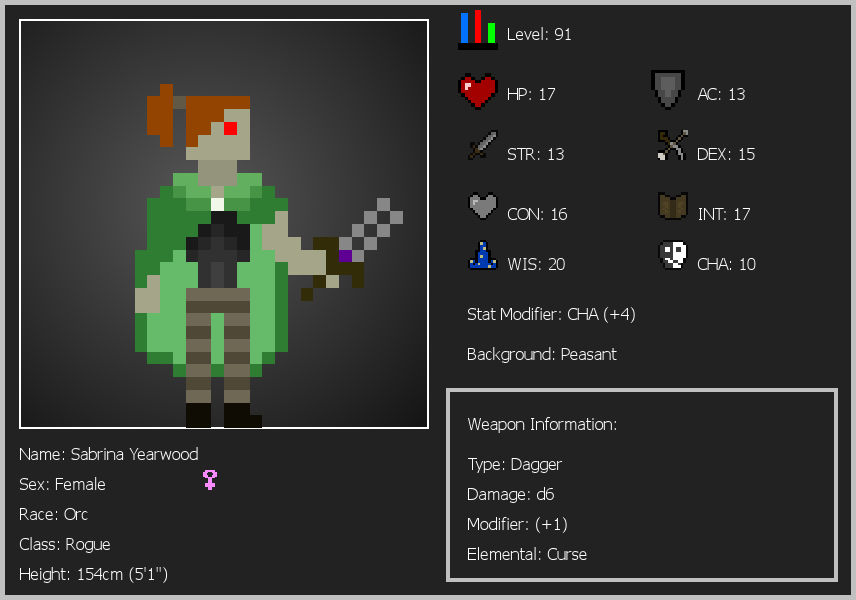 Level: 91
HP: 17
AC: 13
STR: 13
DEX: 15
CON: 16
INT: 17
WIS: 20
CHA: 10
Stat Modifier: CHA (+4)
Background: Peasant
Weapon Information:
Type: Dagger
Damage: d6
Modifier: (+1)
Elemental: Curse
Name: Sabrina Yearwood
Sex: Female
Race: Orc
Class: Rogue
Height: 154cm (5'1")